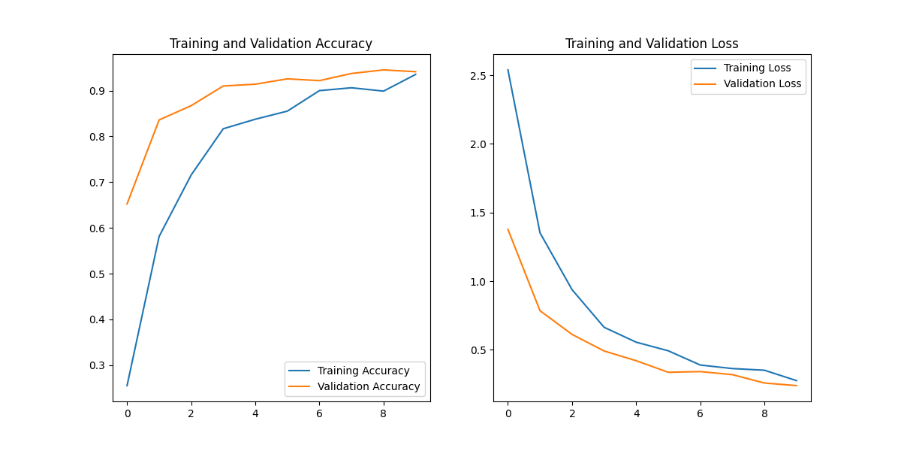 Training and Validation Accuracy
0.9
0.8
0.7
0.6
0.5
0.4
0.3
0 2 4 6 8
Training Accuracy
Validation Accuracy
Training and Validation Loss
2.5
2.0
1.5
1.0
0.5
0 2 4 6 8
Training Loss
Validation Loss